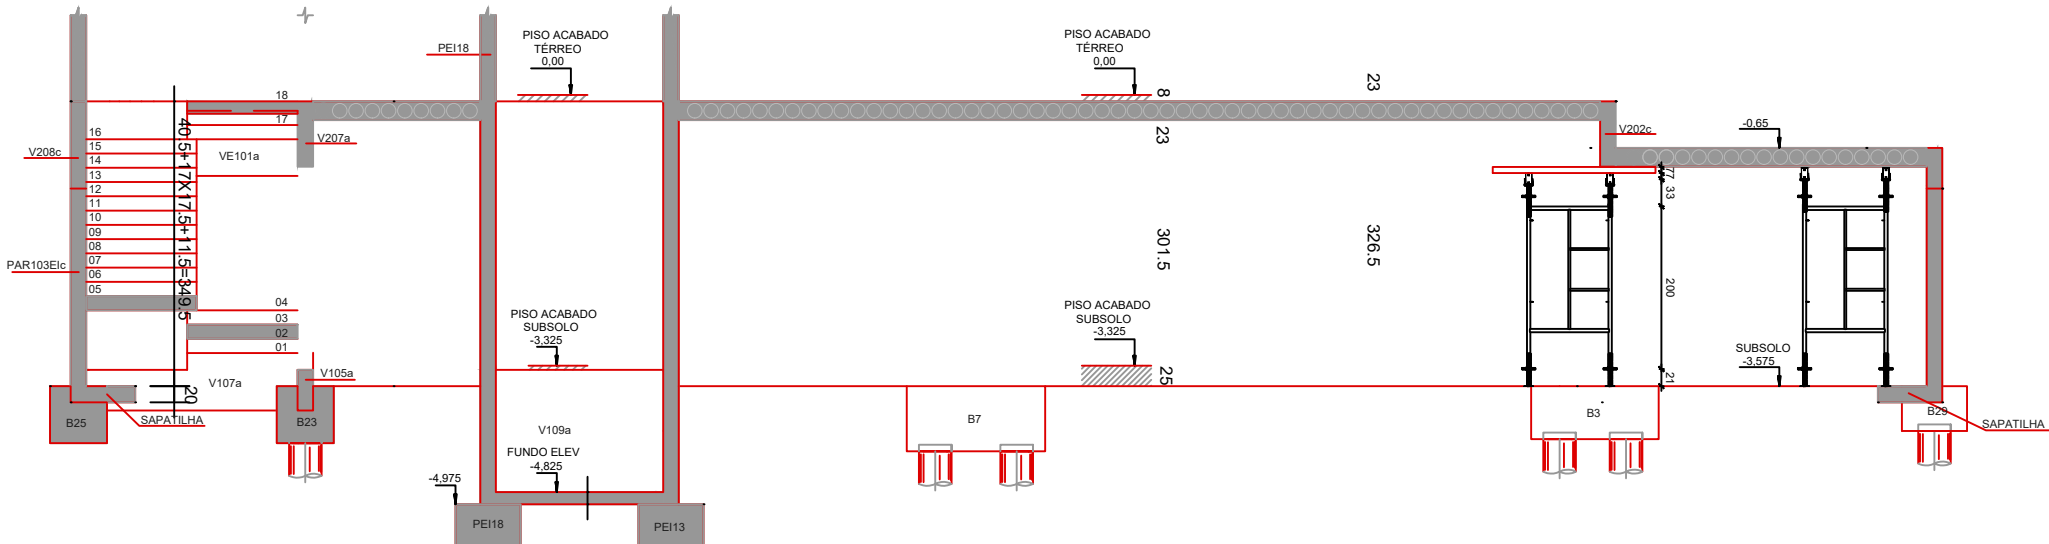 PEI18
PISO ACABADO
TÉRREO
0,00
PISO ACABADO
TÉRREO
0,00
8
23
23
18
17
16
15
14
13
12
11
10
09
08
07
06
05
04
03
02
01
V208c
VE101a
V207a
PAR103EIc
40.5+17X17.5+11.5=349.5
20
V107a
V105a
B25
B23
SAPATILHA
PISO ACABADO
SUBSOLO
-3,325
V109a
FUNDO ELEV
-4,825
-4,975
PEI18
PEI13
301.5
326.5
PISO ACABADO
SUBSOLO
-3,325
25
B7
V202c
-0,65
77
33
200
21
SUBSOLO
-3,575
B3
B29
SAPATILHA